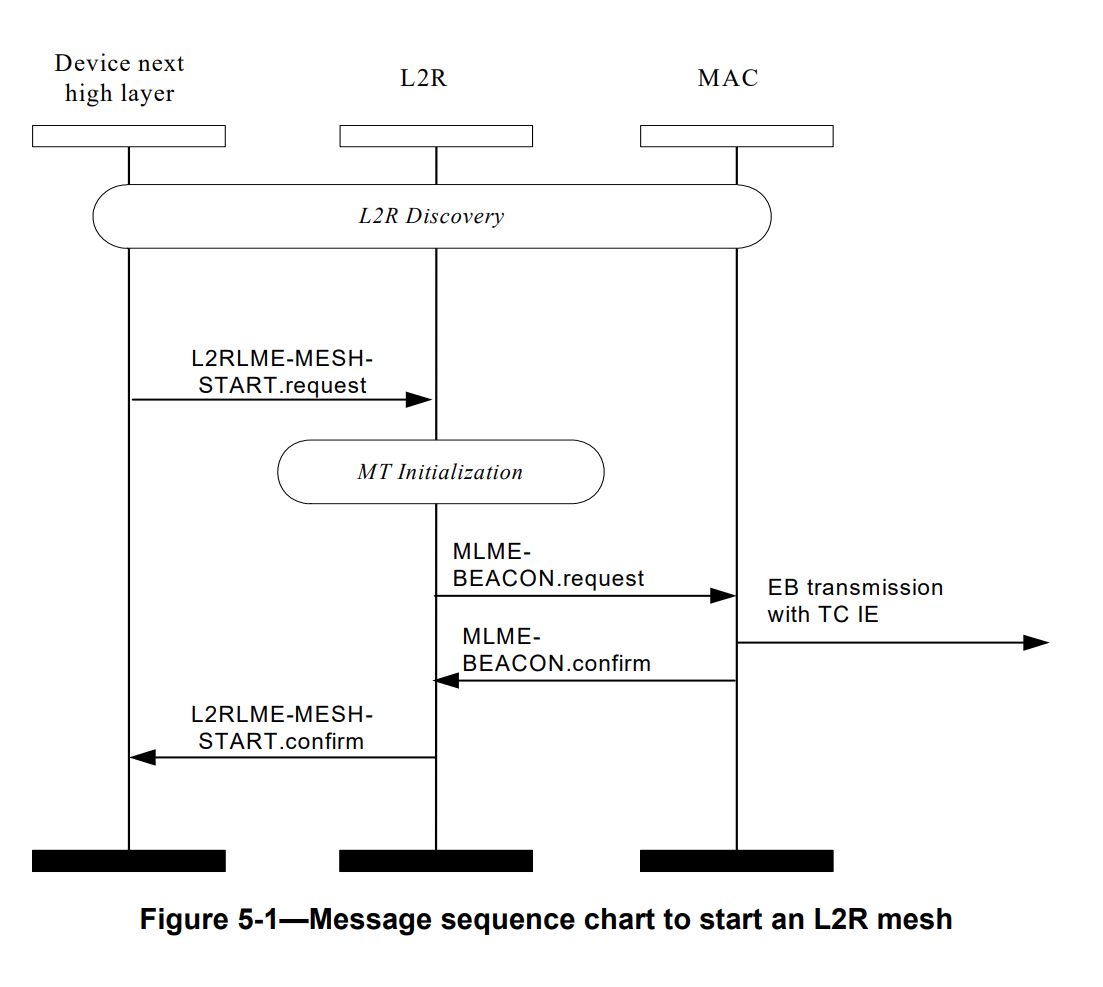 Device next
high layer
L2R
MAC
L2R Discovery
L2RLME-MESH-
START.request
MT Initialization
MLME-
BEACON.request
EB transmission
with TC IE
MLME-
BEACON.confirm
L2RLME-MESH-
START.confirm
Figure 5-1—Message sequence chart to start an L2R mesh